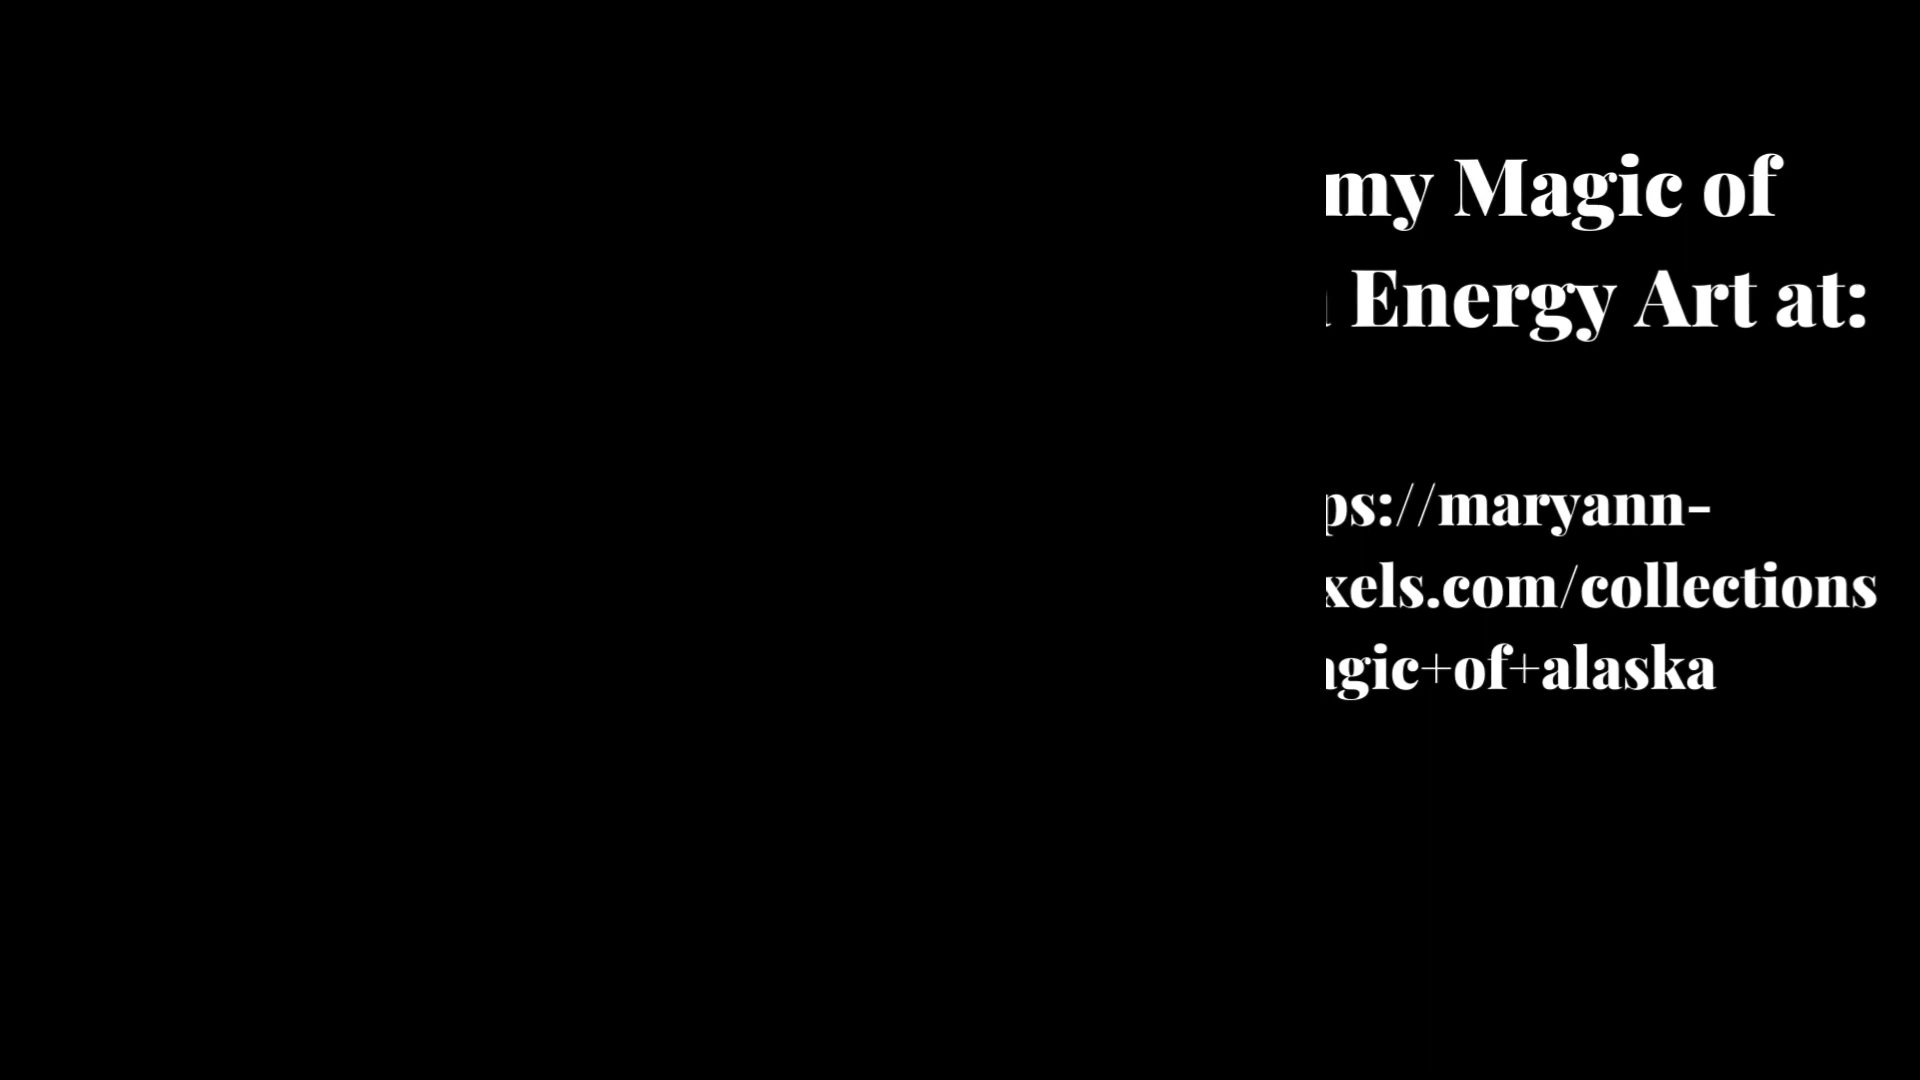 my Magic of
Energy Art at:
ps://maryann-
xels.com/collections
gic+of+alaska